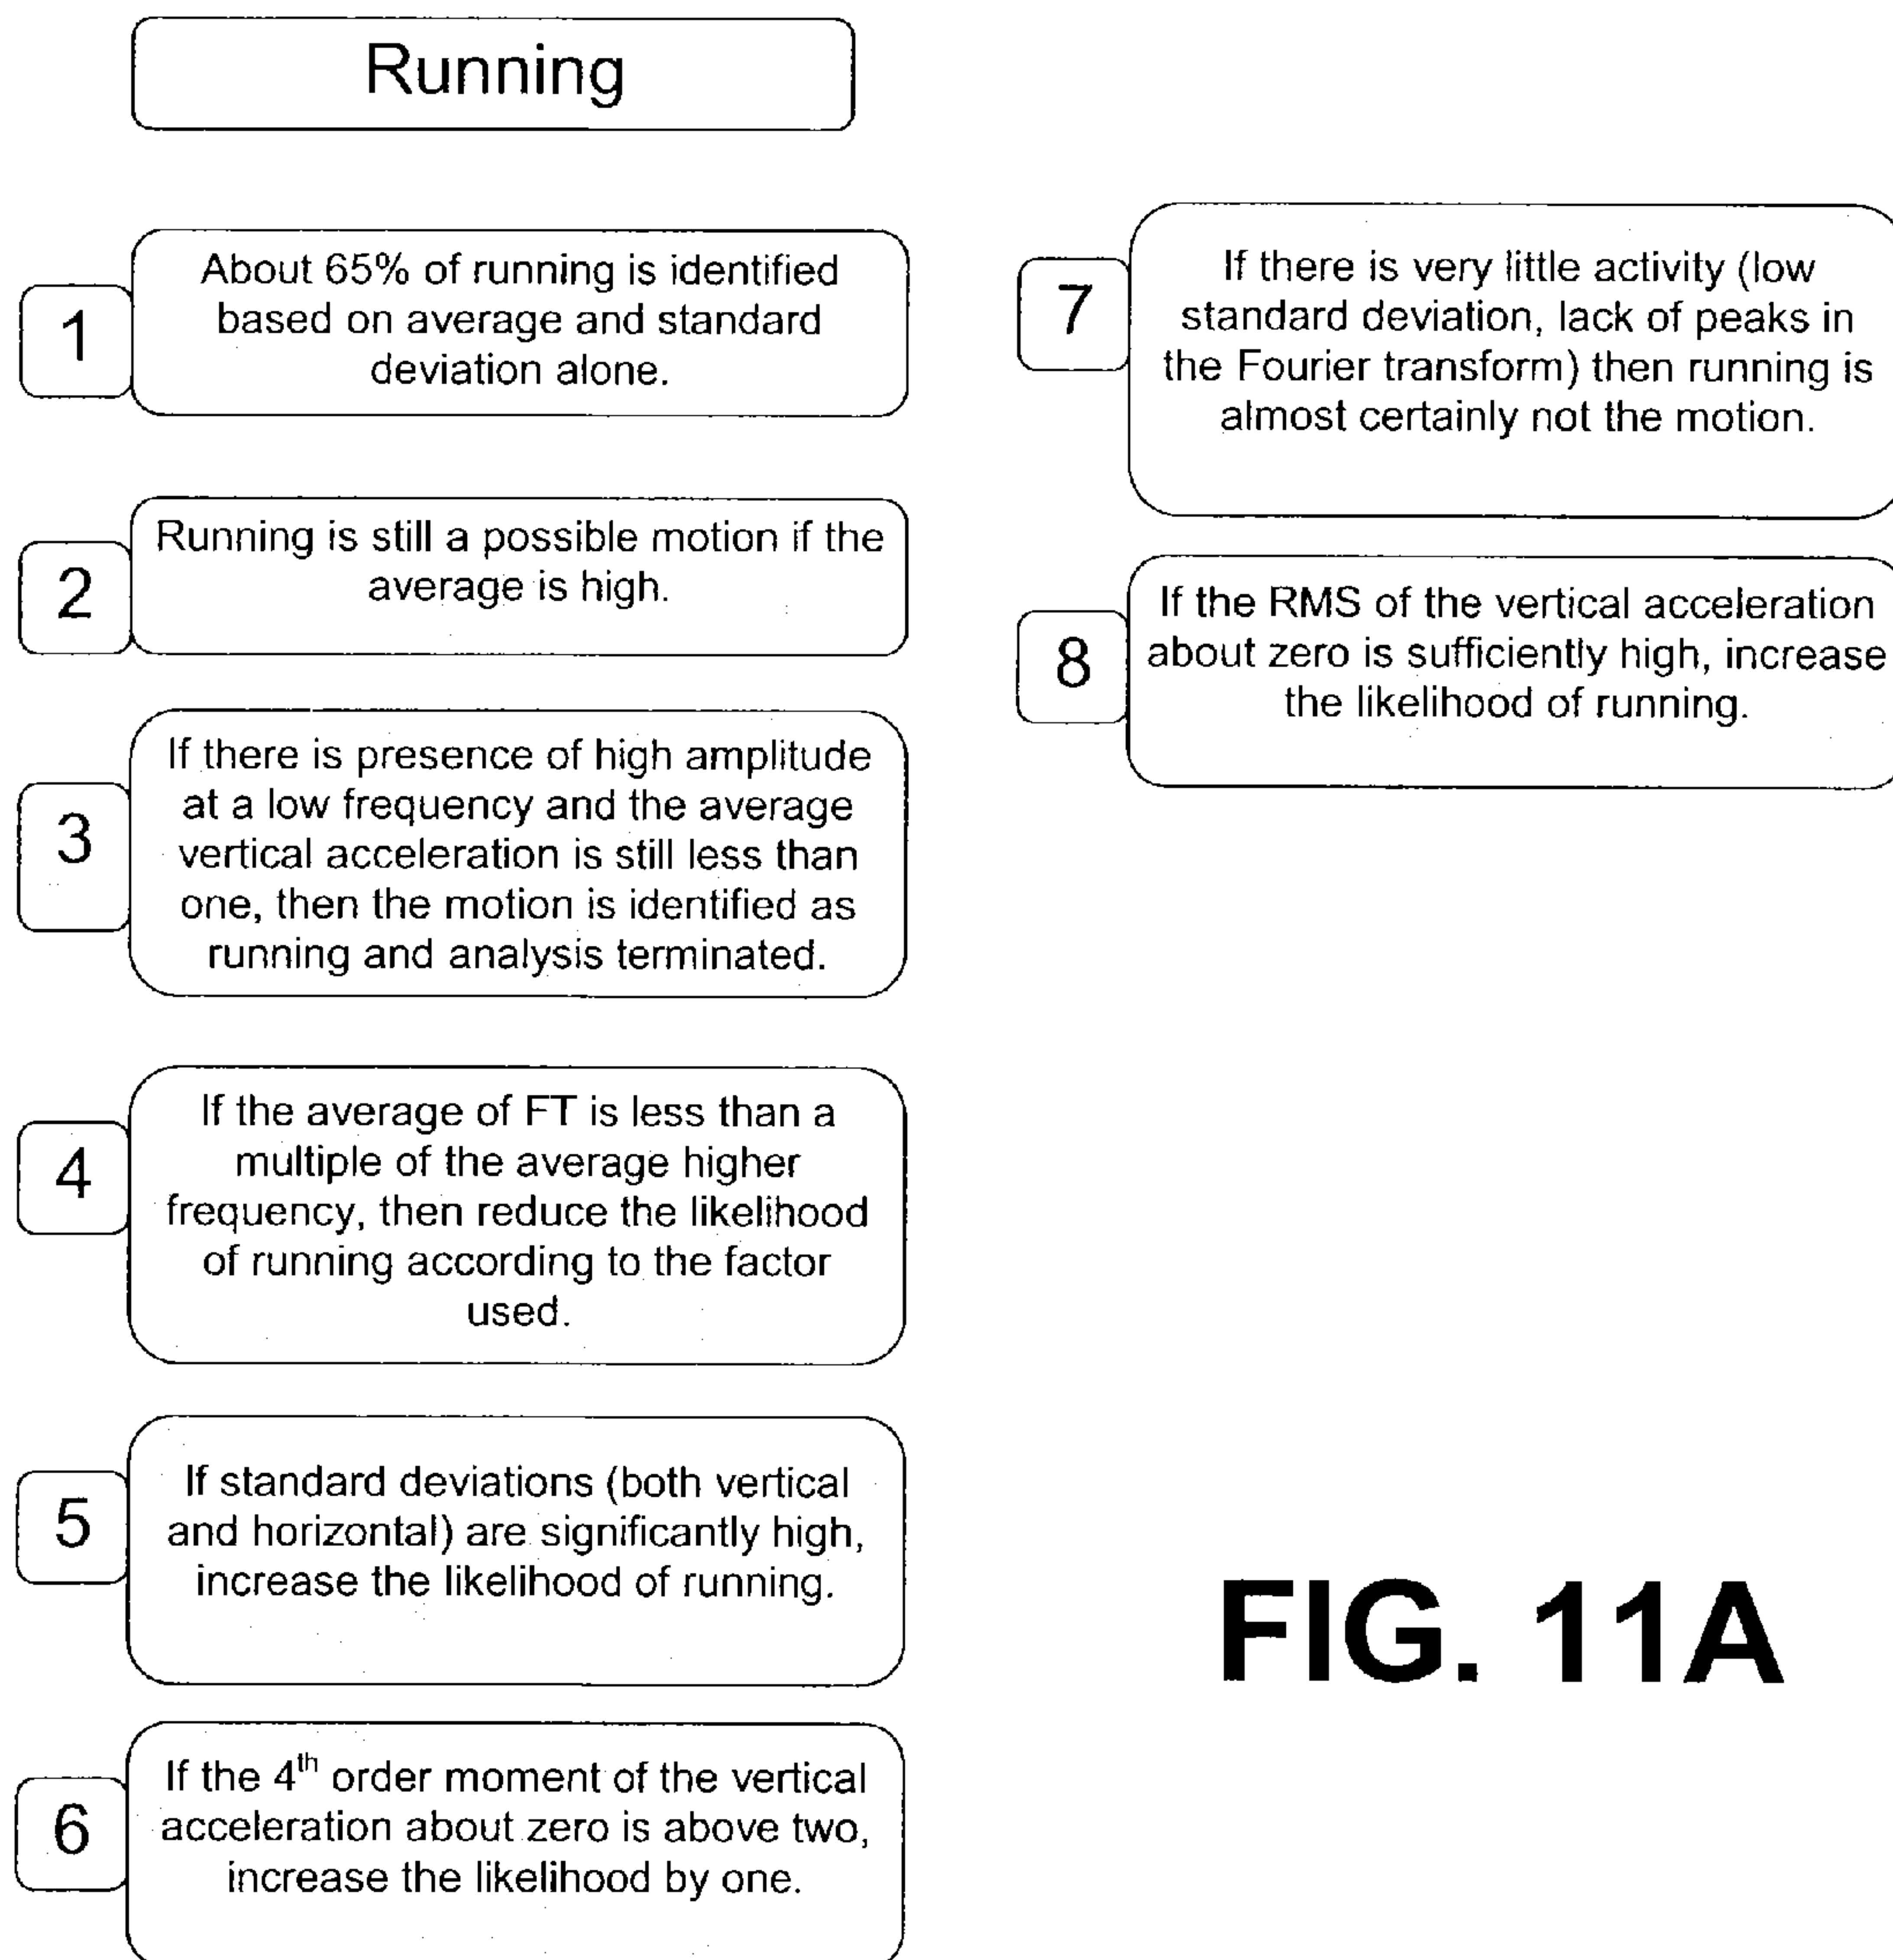 Running
1
About 65% of running is identified
based on average and standard
deviation alone.
2
Running is still a possible motion if the
average is high.
3
If there is presence of high amplitude
at a low frequency and the average
vertical acceleration is still less than
one, then the motion is identified as
running and analysis terminated.
4
If the average of FT is less than a
multiple of the average higher
frequency, then reduce the likelihood
of running according to the factor
used.
5
If standard deviations (both vertical
and horizontal) are significantly high,
increase the likelihood of running.
6
If the 4th order moment of the vertical
acceleration about zero is above two,
increase the likelihood by one.
7
If there is very little activity (low
standard deviation, lack of peaks in
the Fourier transform) then running is
almost certainly not the motion.
8
If the RMS of the vertical acceleration
about zero is sufficiently high, increase
the likelihood of running.
FIG. 11A